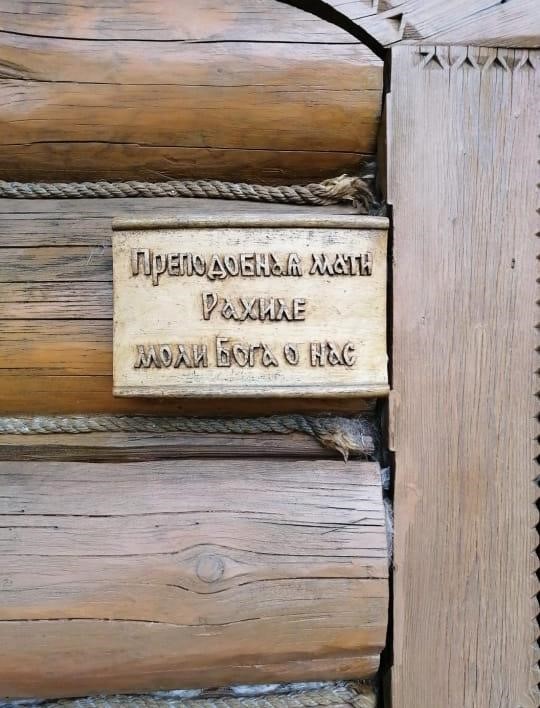 Преподобная мати
Рахиле
моли Бога о нас